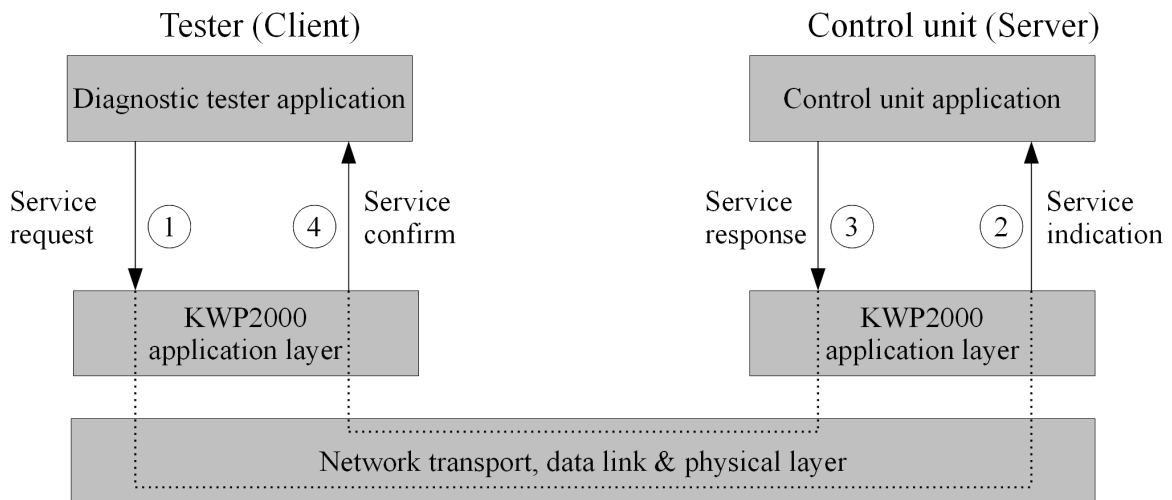 Tester (Client)
Control unit (Server)
Diagnostic tester application
Control unit application
Service
request
1
4
Service
confirm
Service
response
3
2
Service
indication
KWP2000
application layer
KWP2000
application layer
Network transport, data link & physical layer